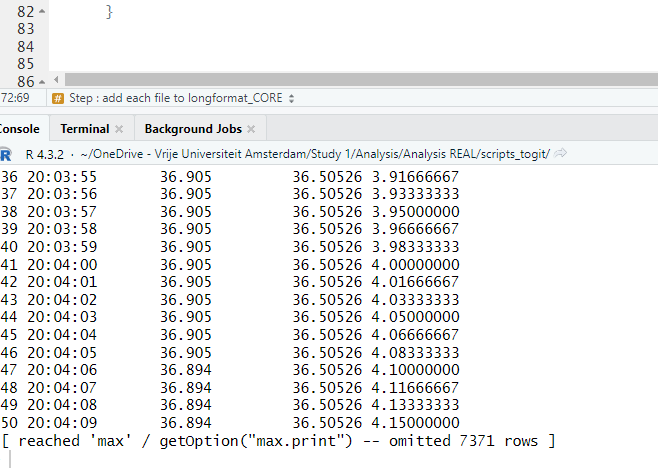 82 }
83
84
85
86
72:69 # Step : add each file to longformat_CORE
Console Terminal Background Jobs
R R 4.3.2 · ~/OneDrive - Vrije Universiteit Amsterdam/Study 1/Analysis/Analysis REAL/scripts_togit/
36 20:03:55 36.905 36.50526 3.91666667
37 20:03:56 36.905 36.50526 3.93333333
38 20:03:57 36.905 36.50526 3.95000000
39 20:03:58 36.905 36.50526 3.96666667
40 20:03:59 36.905 36.50526 3.98333333
41 20:04:00 36.905 36.50526 4.00000000
42 20:04:01 36.905 36.50526 4.01666667
43 20:04:02 36.905 36.50526 4.03333333
44 20:04:03 36.905 36.50526 4.05000000
45 20:04:04 36.905 36.50526 4.06666667
46 20:04:05 36.905 36.50526 4.08333333
47 20:04:06 36.894 36.50526 4.10000000
48 20:04:07 36.894 36.50526 4.11666667
49 20:04:08 36.894 36.50526 4.13333333
50 20:04:09 36.894 36.50526 4.15000000
[ reached 'max' / getOption("max.print") -- omitted 7371 rows ]